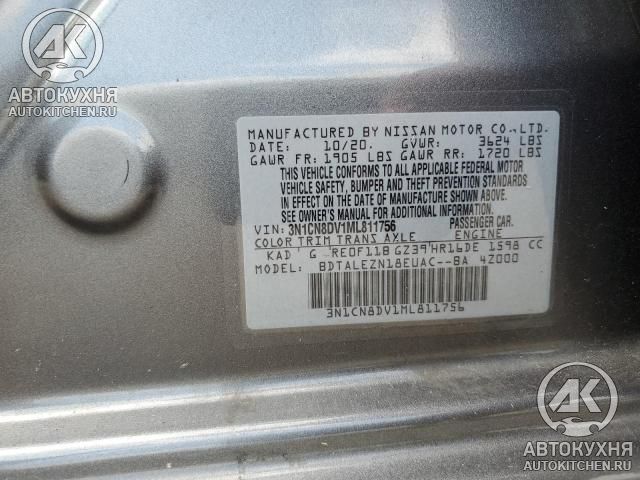 AK
АВТОКУХНЯ
AUTOKITCHEN.RU
MANUFACTURED BY NISSAN MOTOR CO.,LTD.
DATE: 10/20. GVWR: 3624 LBS
GAWR FR: 1905 LBS GAWR RR: 1720 LBS
THIS VEHICLE CONFORMS TO ALL APPLICABLE FEDERAL MOTOR
VEHICLE SAFETY, BUMPER AND THEFT PREVENTION STANDARDS
IN EFFECT ON THE DATE OF MANUFACTURE SHOWN ABOVE.
SEE OWNER'S MANUAL FOR ADDITIONAL INFORMATION.
VIN: 3N1CN8DV1ML811756 PASSENGER CAR.
COLOR TRIM TRANS AXLE ENGINE
KAD G RE0F11B GZ39 HR16DE 1598 CC
MODEL: BDTALEZN18EUAC--BA 4Z000
3N1CN8DV1ML811756
AK
АВТОКУХНЯ
AUTOKITCHEN.RU